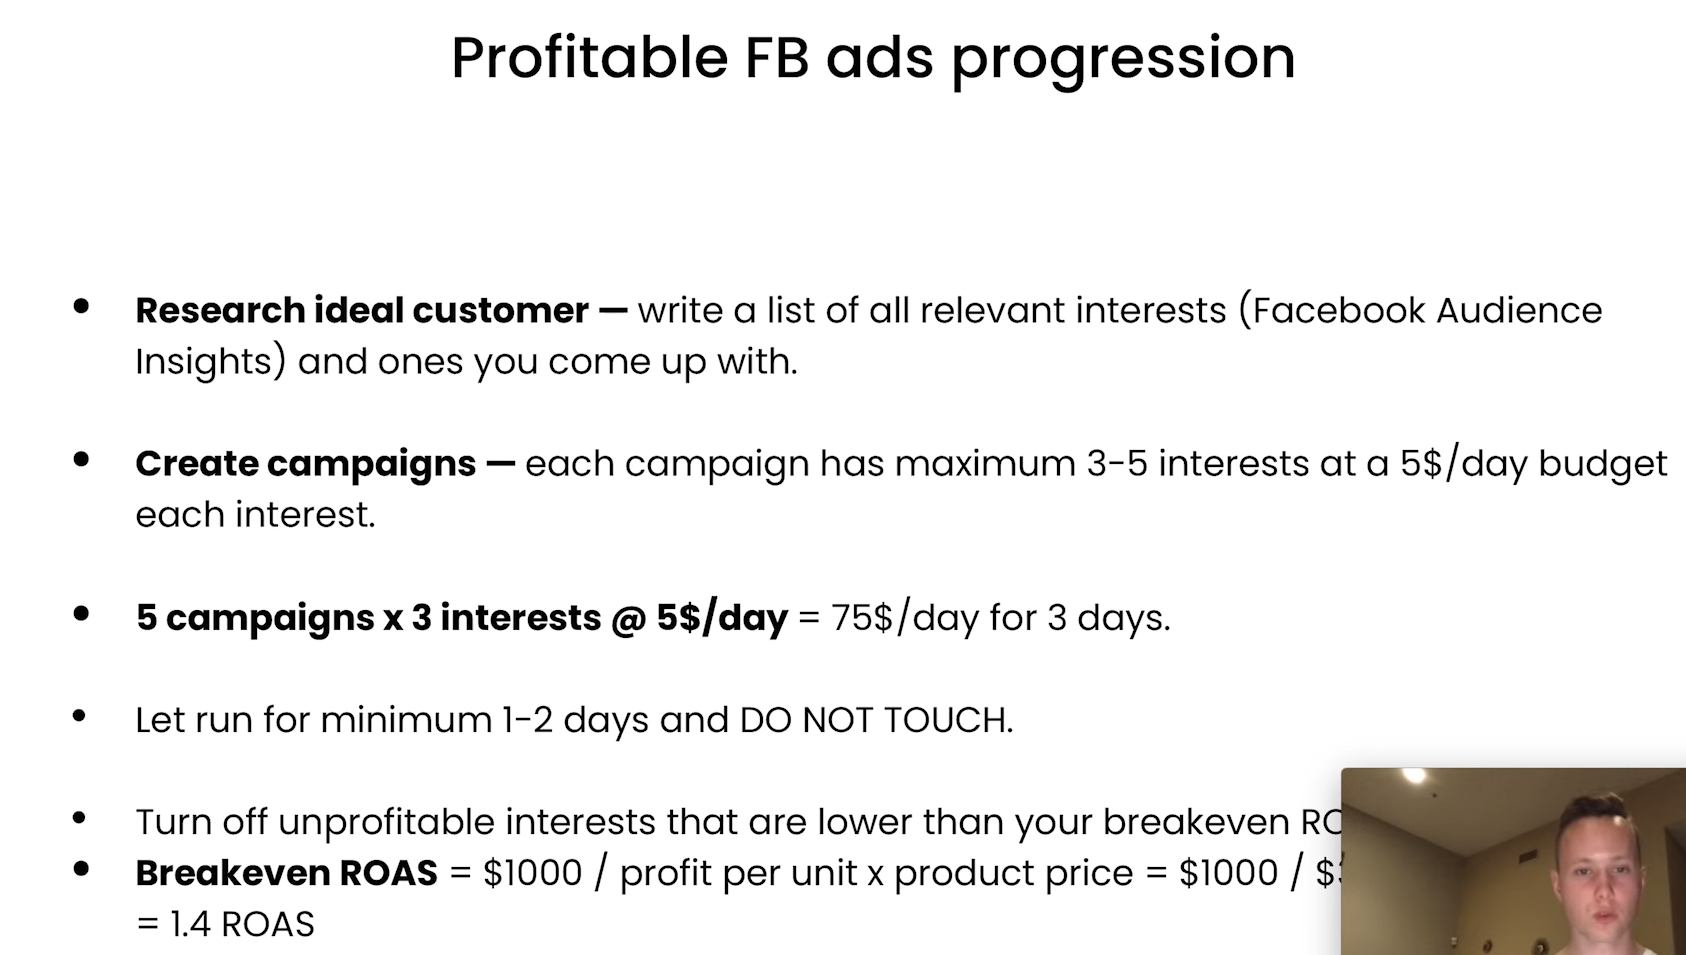 Profitable FB ads progression
• Research ideal customer — write a list of all relevant interests (Facebook Audience
Insights) and ones you come up with.
• Create campaigns — each campaign has maximum 3-5 interests at a 5$/day budget
each interest.
• 5 campaigns x 3 interests @ 5$/day = 75$/day for 3 days.
• Let run for minimum 1-2 days and DO NOT TOUCH.
• Turn off unprofitable interests that are lower than your breakeven
• Breakeven ROAS = $1000 / profit per unit x product price = $1000 /
= 1.4 ROAS